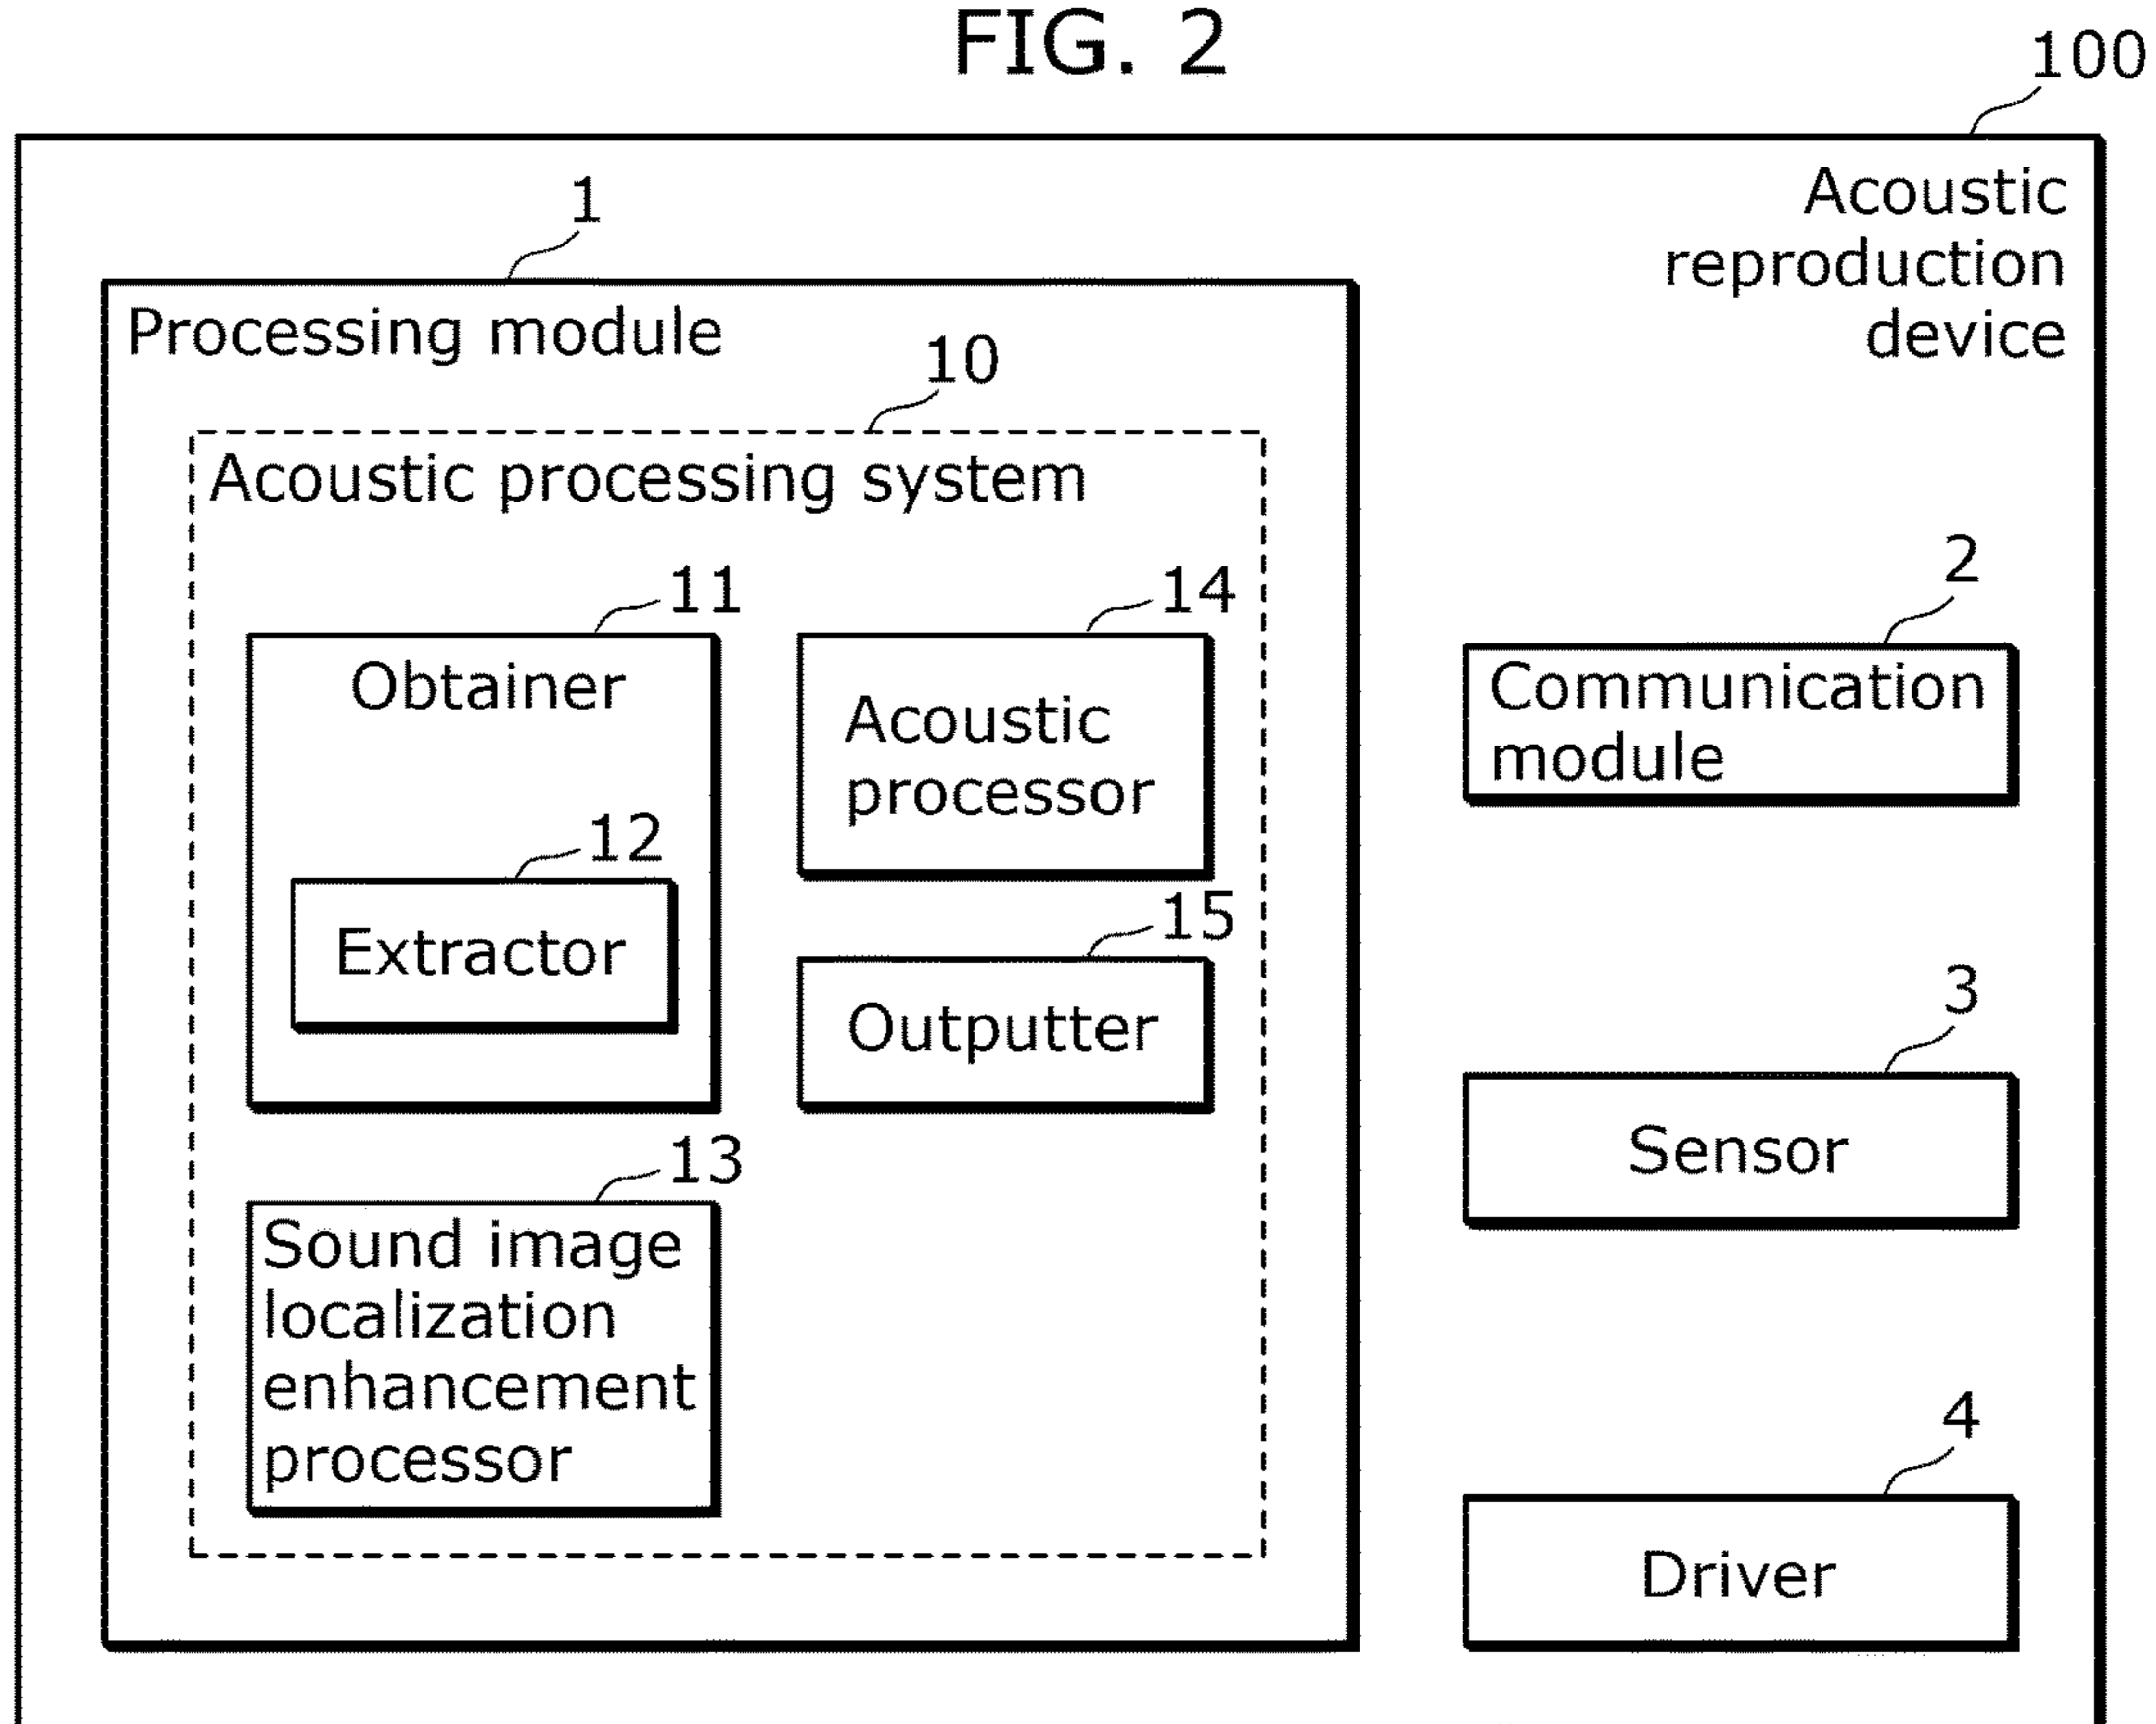 FIG. 2
100
Acoustic
reproduction
device
1
Processing module
10
Acoustic processing system
11
Obtainer
12
Extractor
13
Sound image
localization
enhancement
processor
14
Acoustic
processor
15
Outputter
2
Communication
module
3
Sensor
4
Driver